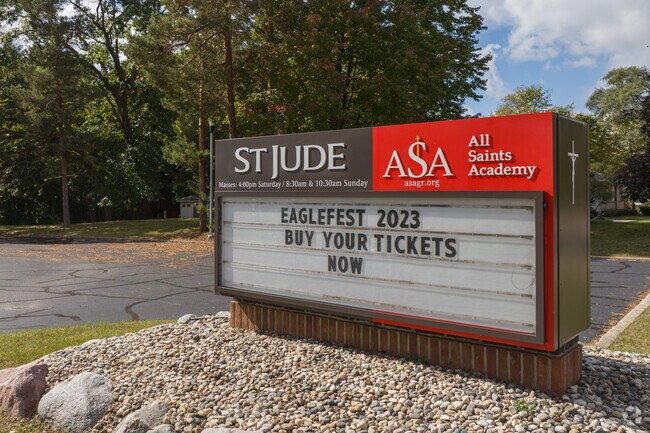 ST JUDE
Masses: 4:00pm Saturday / 8:30am & 10:30am Sunday
ASA
asagr.org
All
Saints
Academy
EAGLEFEST 2023
BUY YOUR TICKETS
NOW